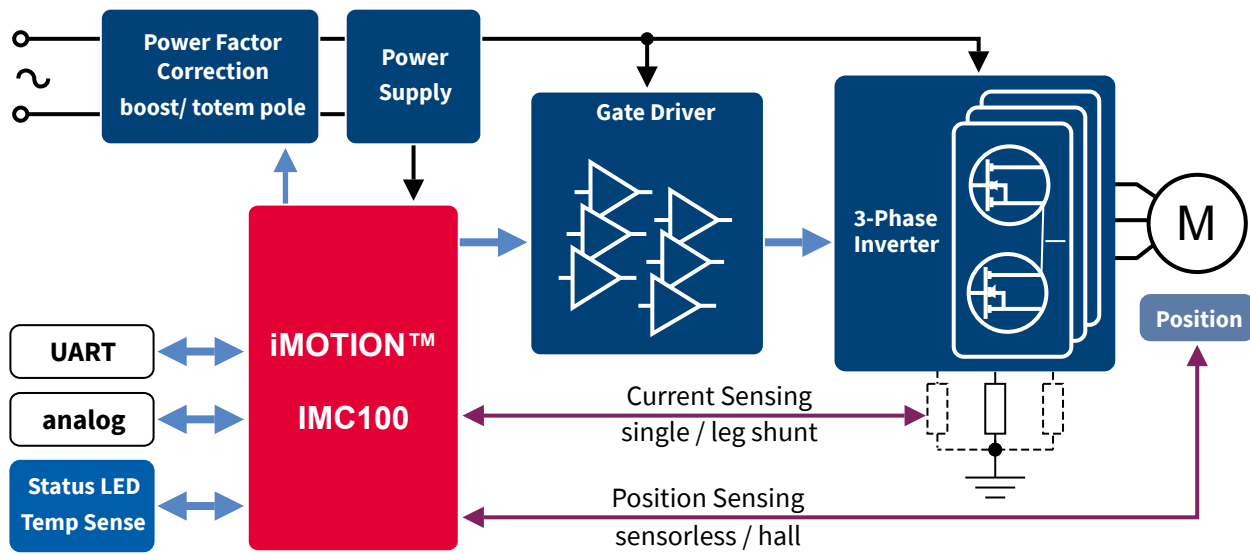 Power Factor
Correction
boost/ totem pole
Power
Supply
Gate Driver
3-Phase
Inverter
M
Position
iMOTION™
IMC100
UART
analog
Status LED
Temp Sense
Current Sensing
single / leg shunt
Position Sensing
sensorless / hall